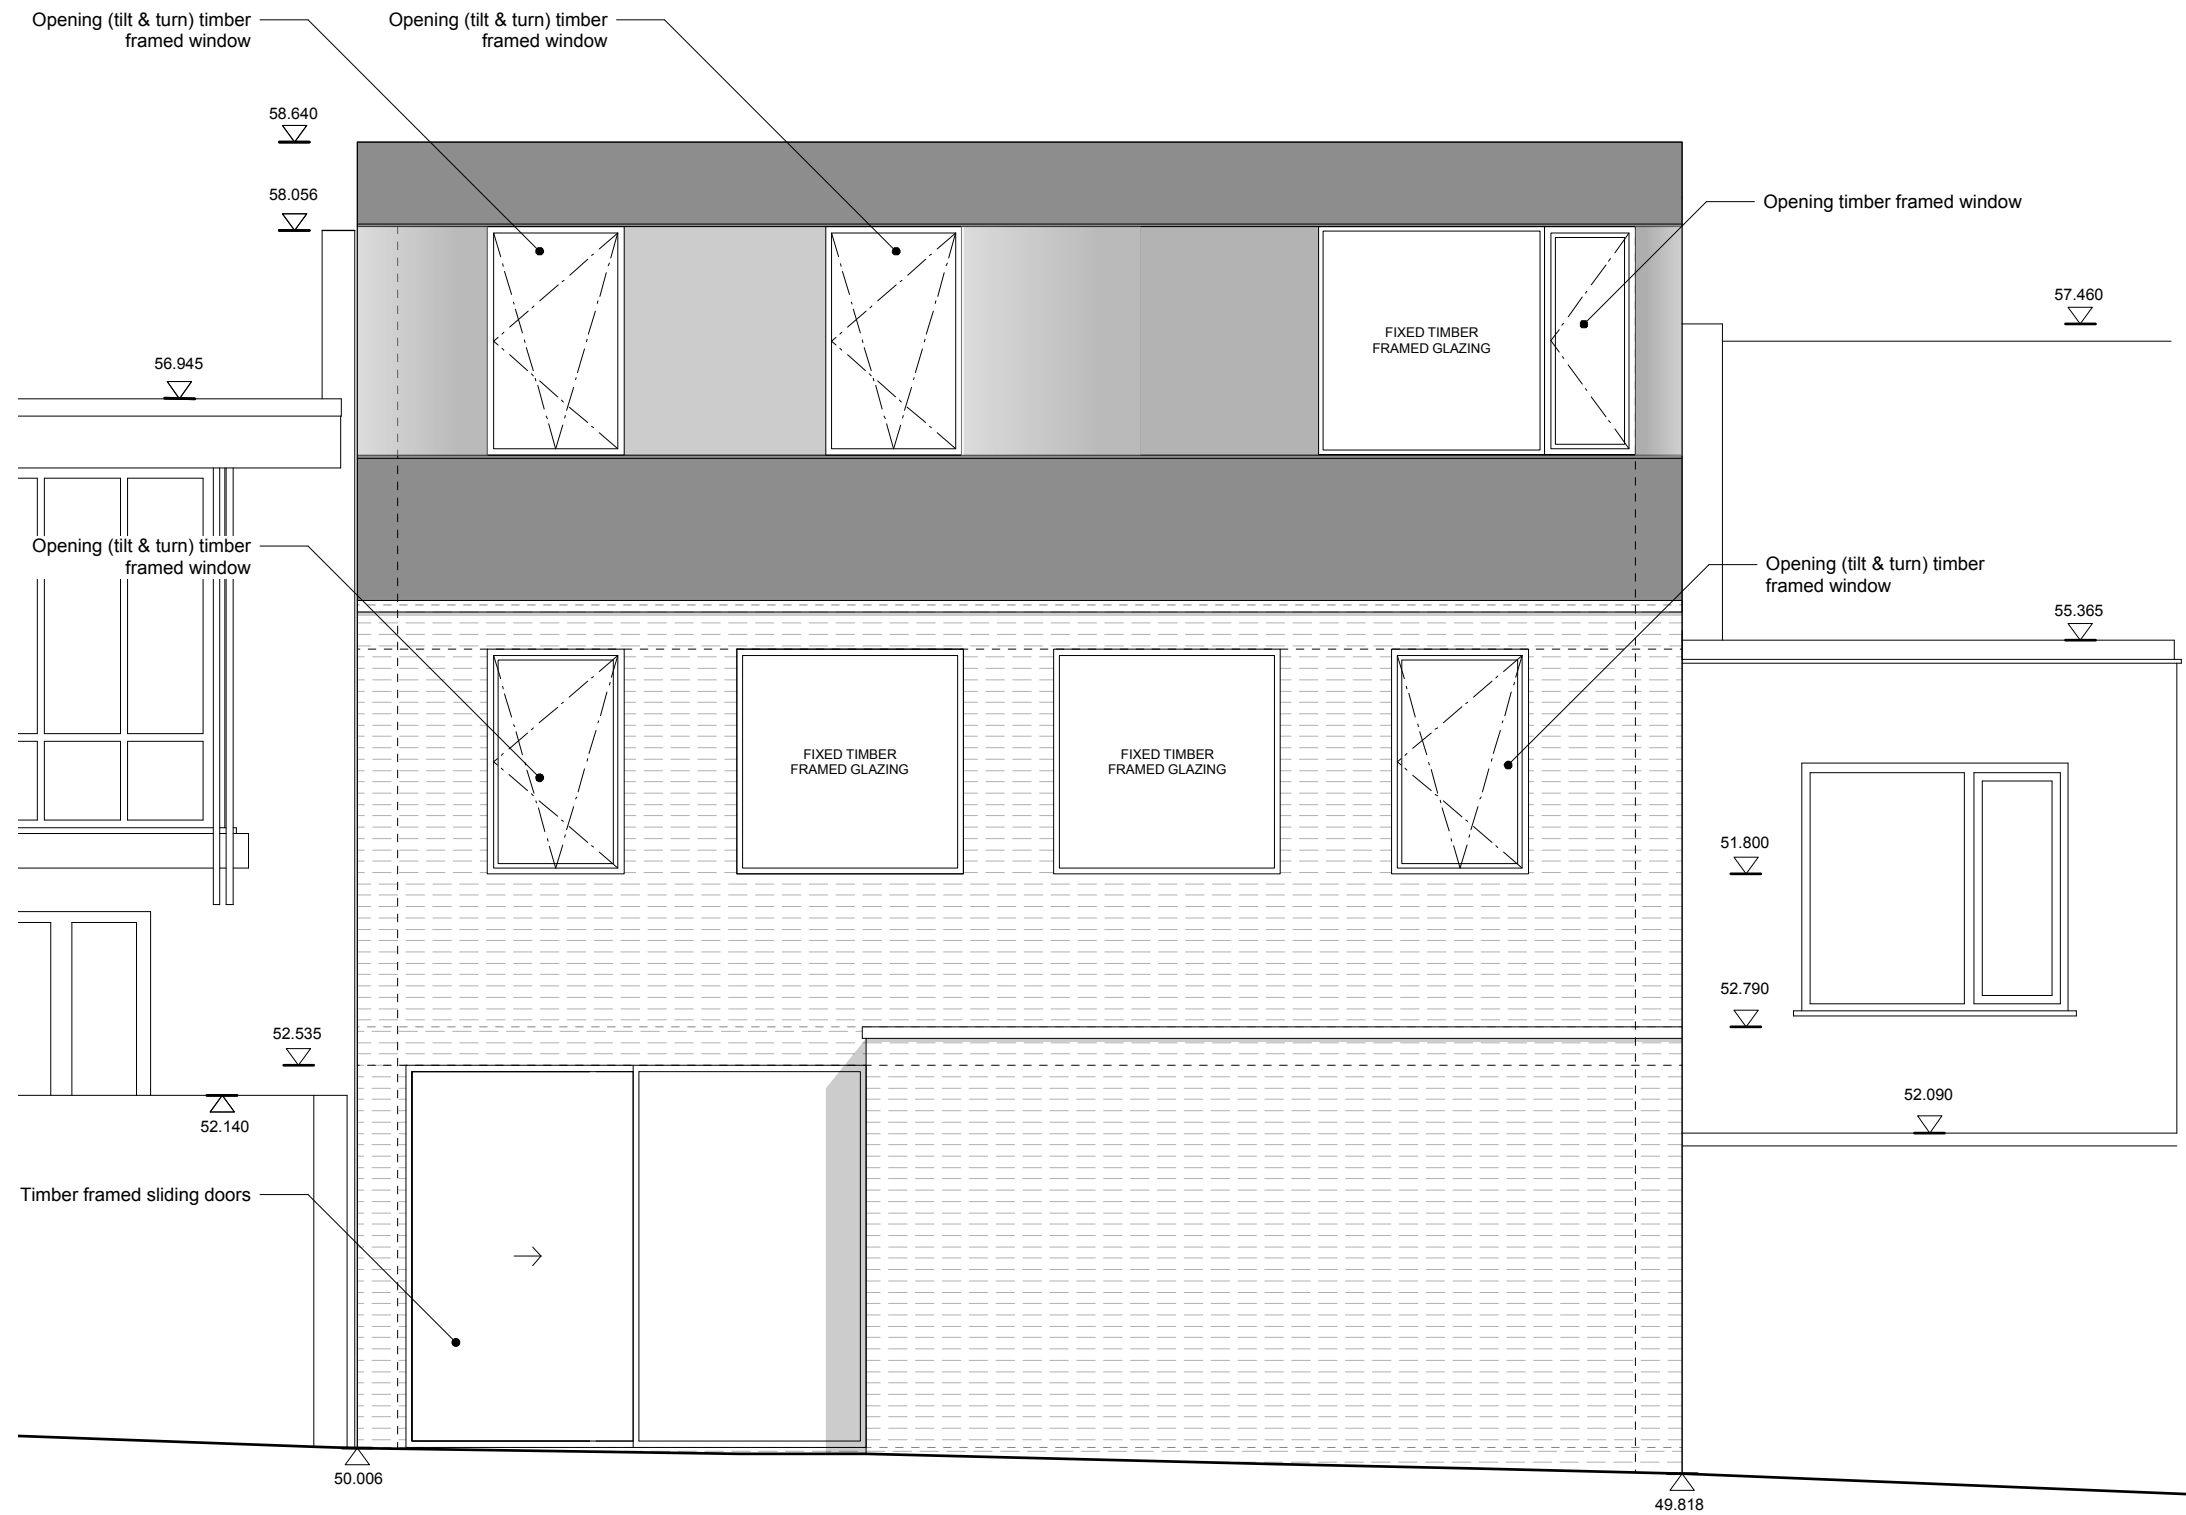 Opening (tilt & turn) timber
framed window
Opening (tilt & turn) timber
framed window
58.640
58.056
Opening timber framed window
57.460
56.945
FIXED TIMBER
FRAMED GLAZING
Opening (tilt & turn) timber
framed window
Opening (tilt & turn) timber
framed window
55.365
FIXED TIMBER
FRAMED GLAZING
FIXED TIMBER
FRAMED GLAZING
51.800
52.790
52.535
52.090
52.140
Timber framed sliding doors
50.006
49.818